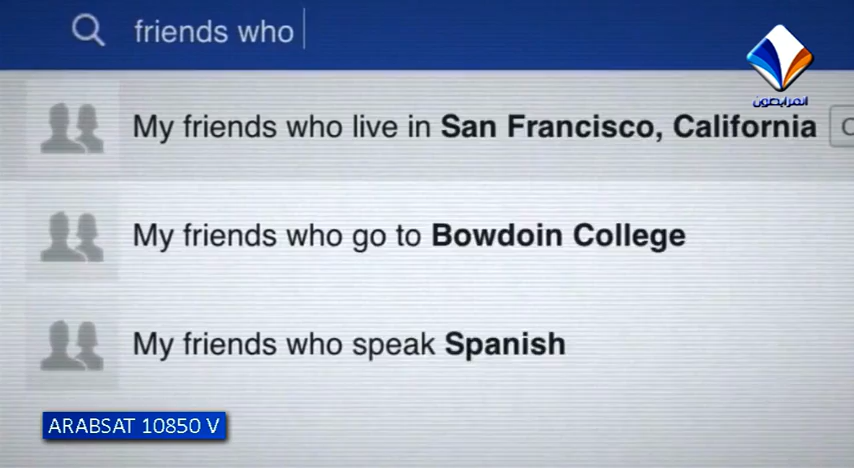 friends who
المرابطون
My friends who live in San Francisco, California
My friends who go to Bowdoin College
My friends who speak Spanish
ARABSAT 10850 V